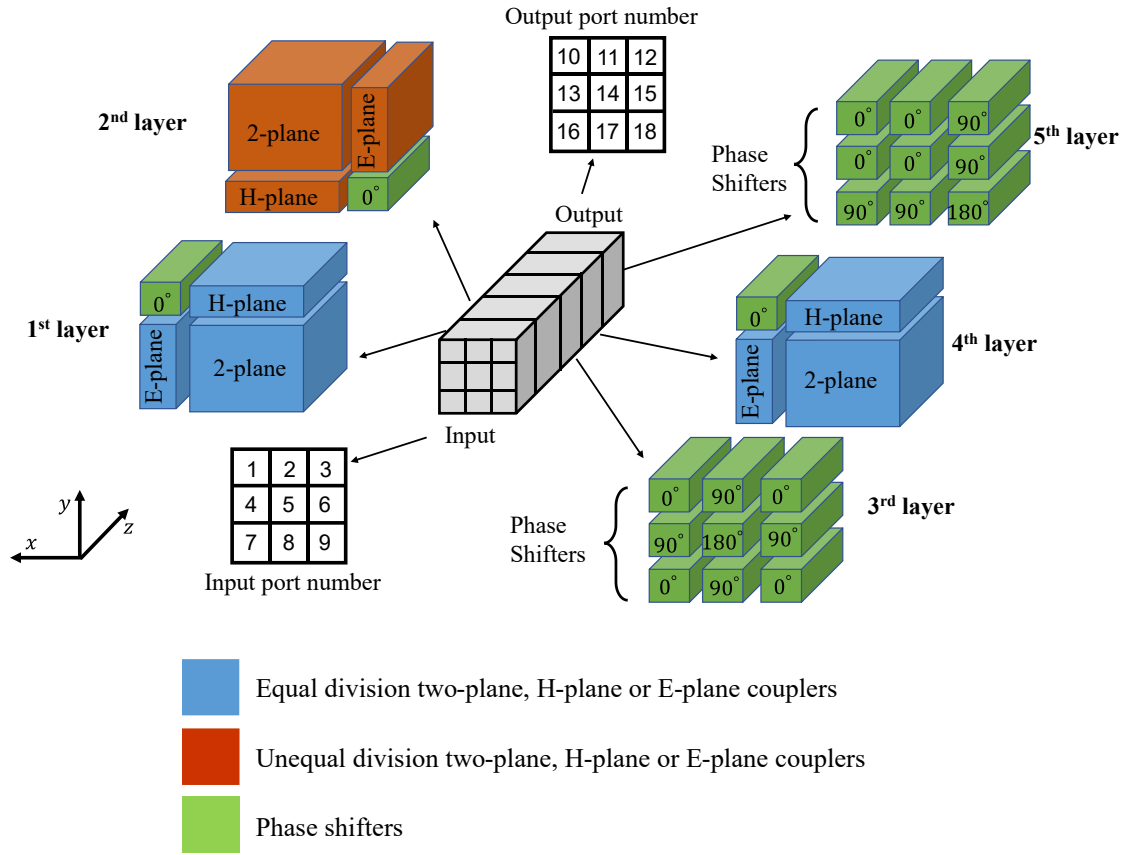 Output port number
10 11 12
13 14 15
16 17 18
2nd layer
2-plane
E-plane
H-plane
0°
Phase
Shifters
0° 0° 90°
0° 0° 90°
90° 90° 180°
5th layer
Output
1st layer
0°
H-plane
E-plane
2-plane
4th layer
0°
H-plane
E-plane
2-plane
Input
1 2 3
4 5 6
7 8 9
Input port number
y
x
z
Phase
Shifters
0° 90° 0°
90° 180° 90°
0° 90° 0°
3rd layer
Equal division two-plane, H-plane or E-plane couplers
Unequal division two-plane, H-plane or E-plane couplers
Phase shifters